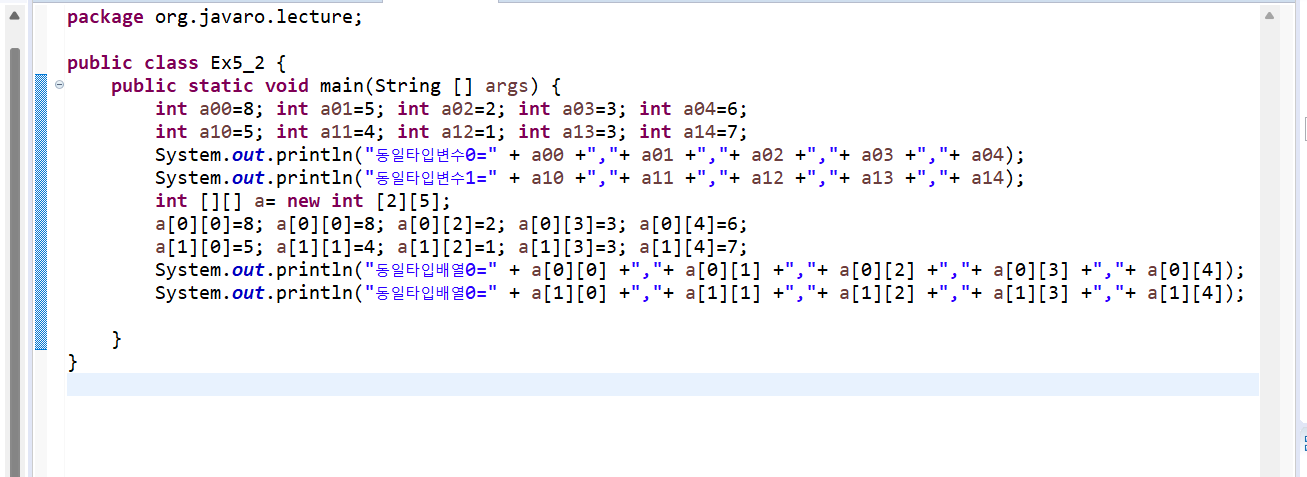 package org.javaro.lecture;
public class Ex5_2 {
public static void main(String [] args) {
int a00=8; int a01=5; int a02=2; int a03=3; int a04=6;
int a10=5; int a11=4; int a12=1; int a13=3; int a14=7;
System.out.println("동일타입변수0=" + a00 +","+ a01 +","+ a02 +","+ a03 +","+ a04);
System.out.println("동일타입변수1=" + a10 +","+ a11 +","+ a12 +","+ a13 +","+ a14);
int [][] a= new int [2][5];
a[0][0]=8; a[0][0]=8; a[0][2]=2; a[0][3]=3; a[0][4]=6;
a[1][0]=5; a[1][1]=4; a[1][2]=1; a[1][3]=3; a[1][4]=7;
System.out.println("동일타입배열0=" + a[0][0] +","+ a[0][1] +","+ a[0][2] +","+ a[0][3] +","+ a[0][4]);
System.out.println("동일타입배열0=" + a[1][0] +","+ a[1][1] +","+ a[1][2] +","+ a[1][3] +","+ a[1][4]);
}
}